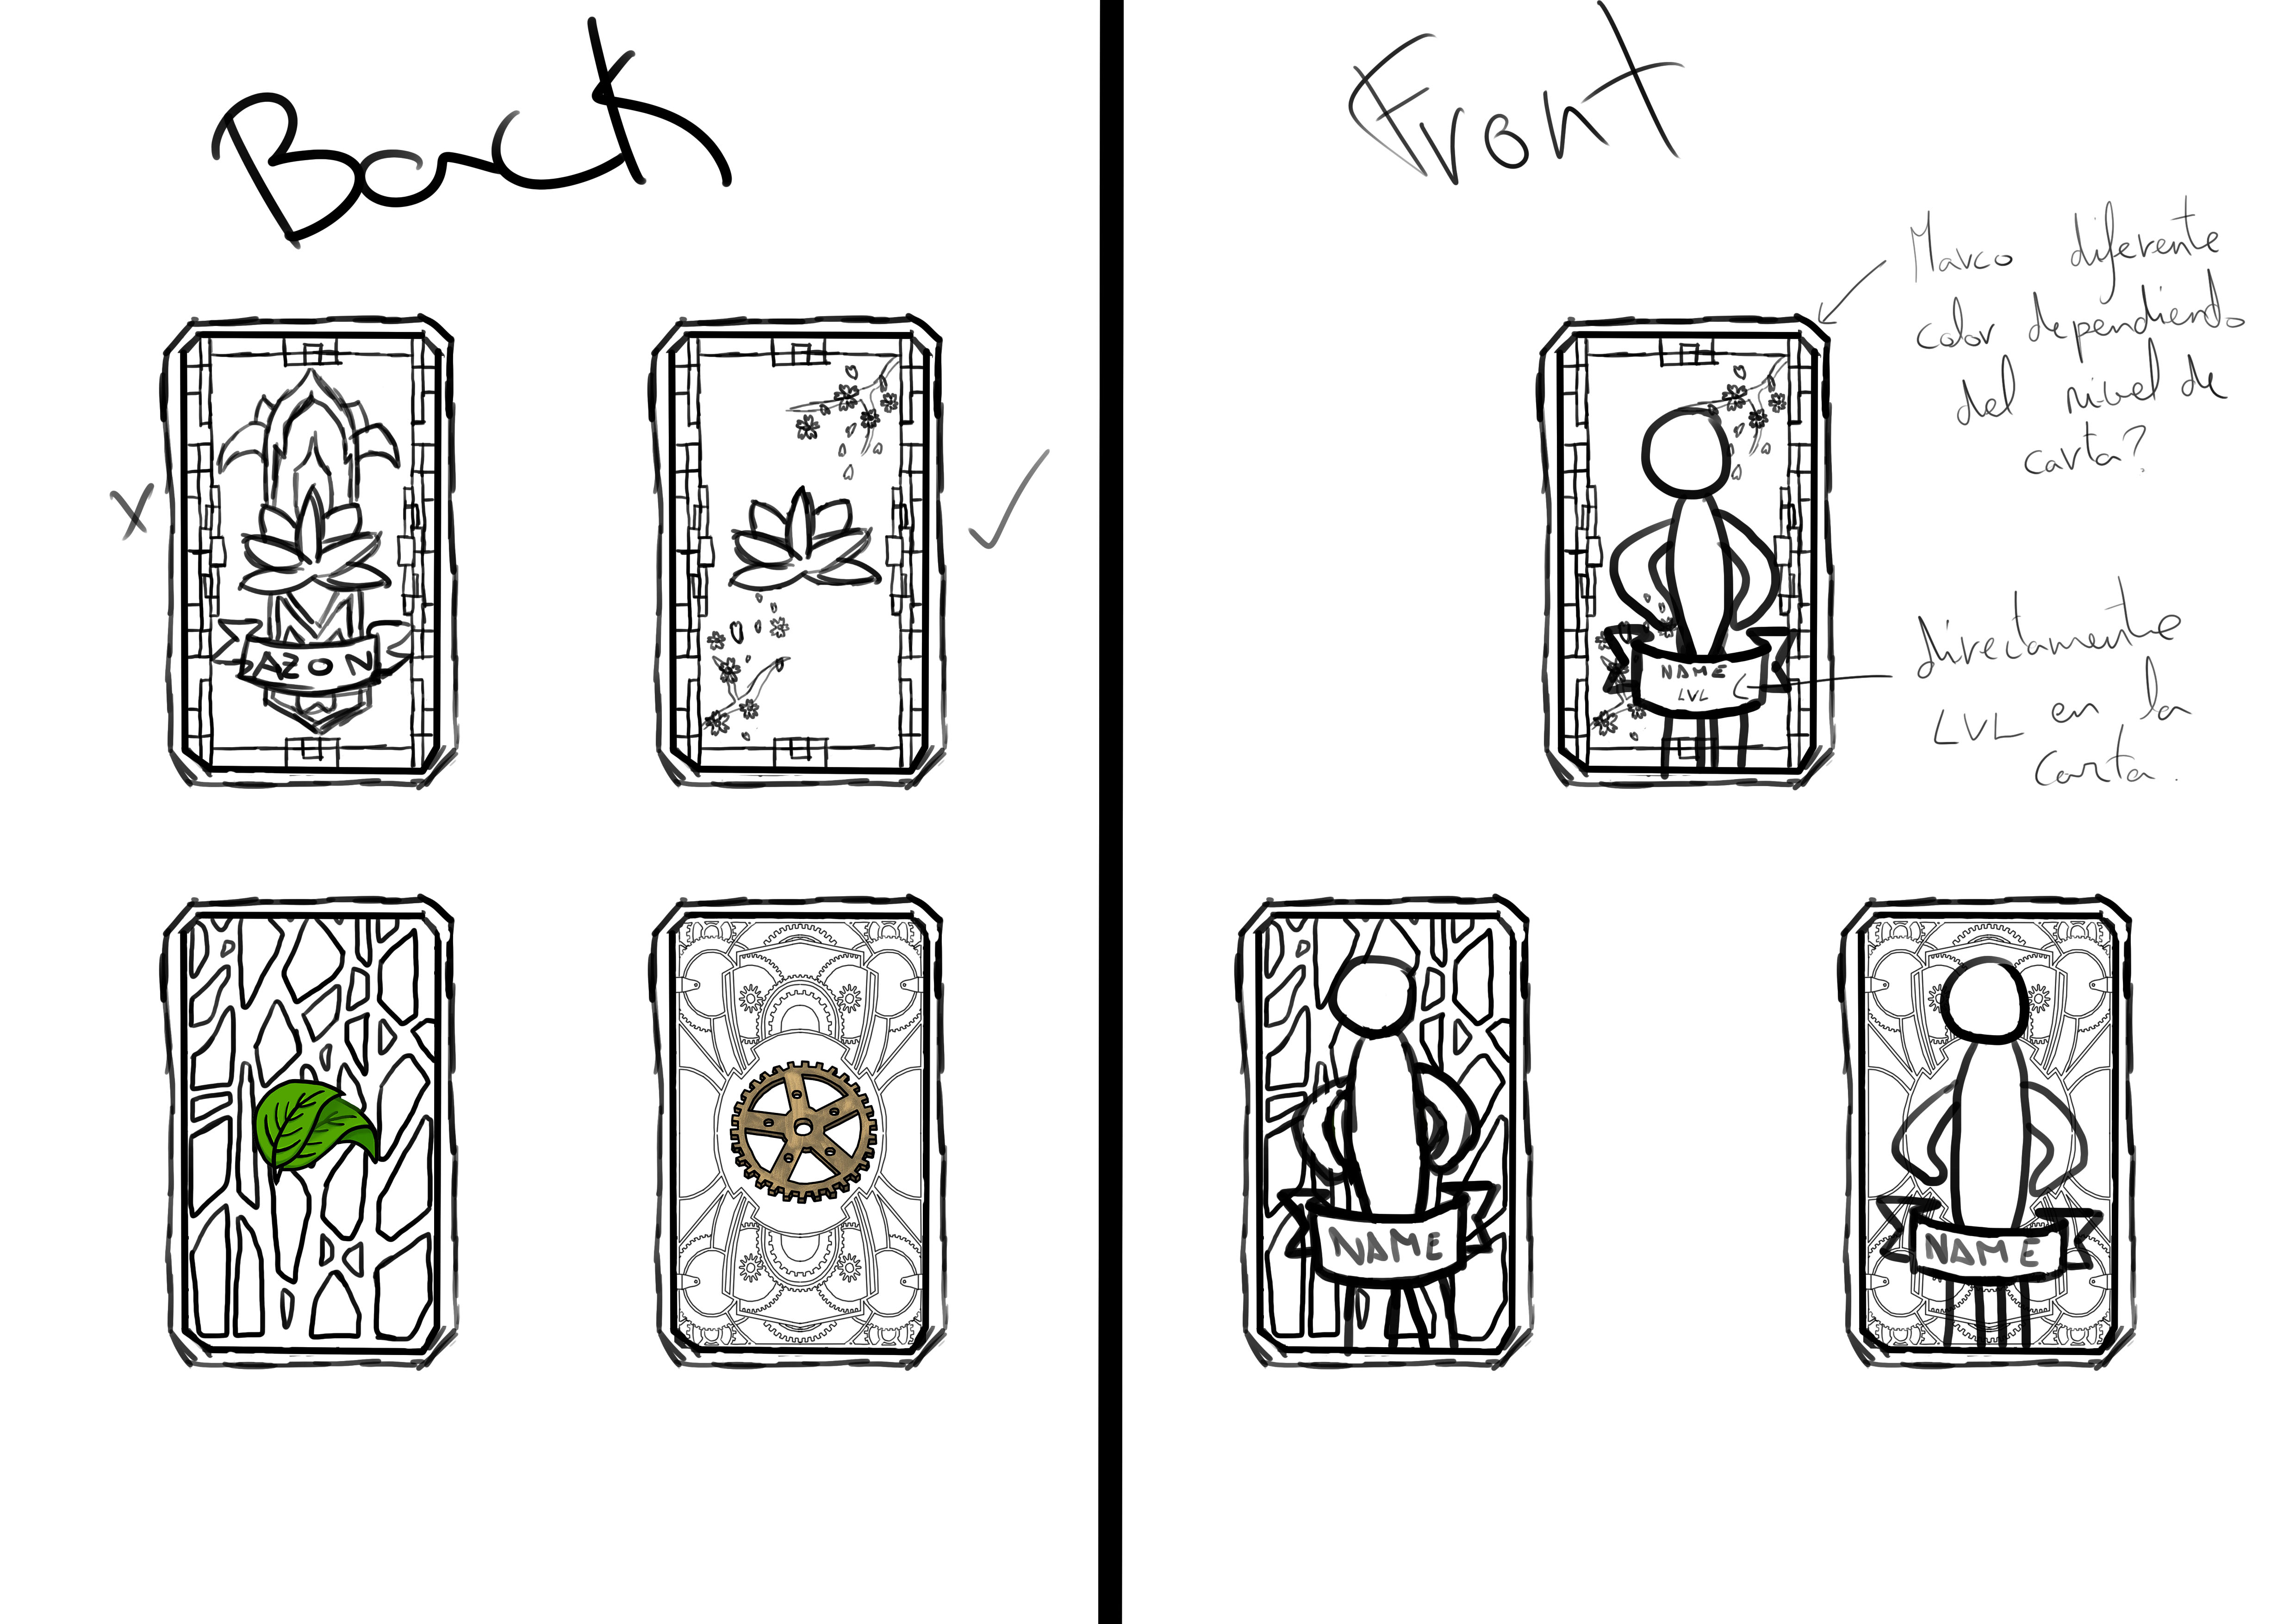 Back
Front
Marco diferente
color dependiendo
del nivel de
carta?
AZON
NAME
LVL
directamente
LVL en la
carta.
NAME
NAME